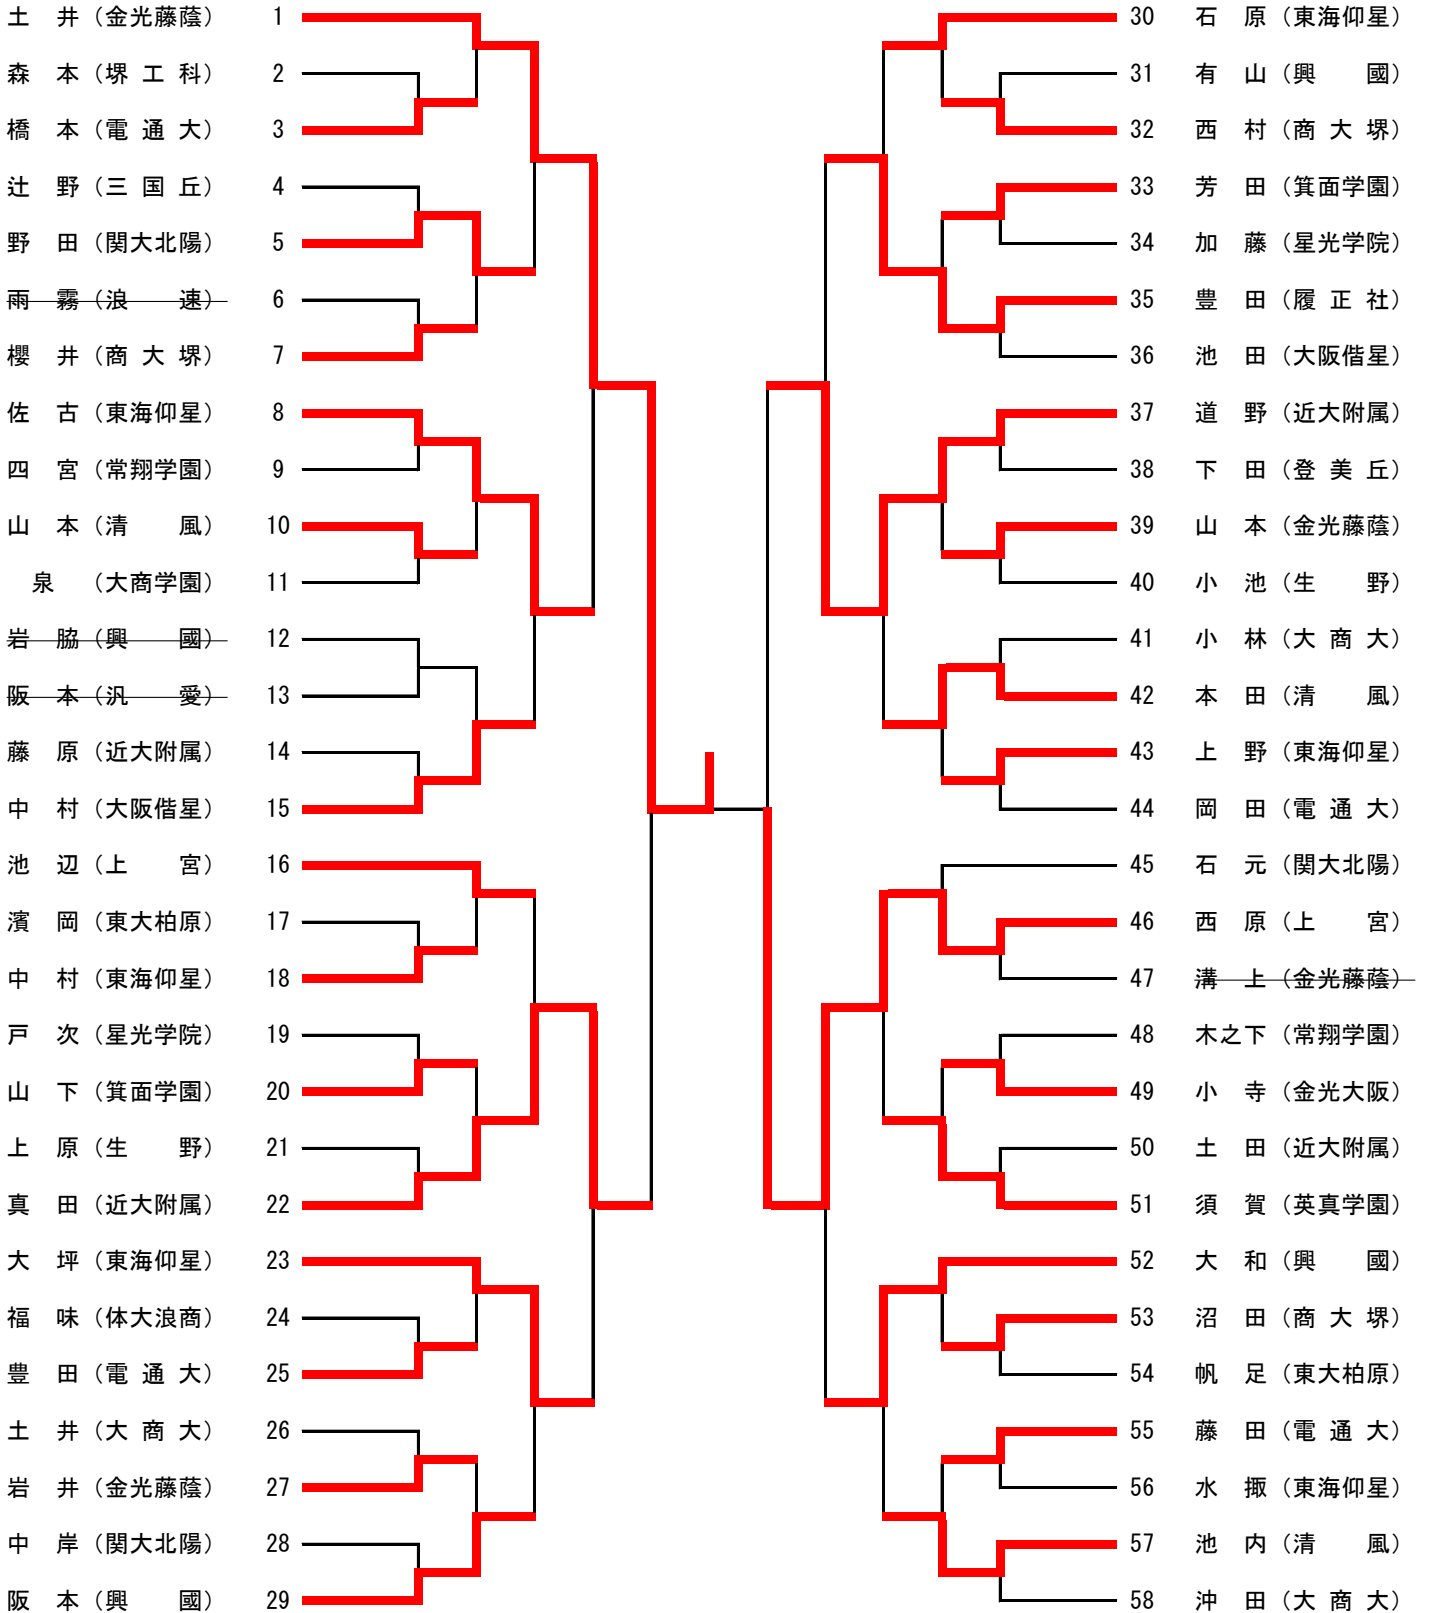 土 井（金光藤蔭） 1
森 本（堺 工 科） 2
橋 本（電 通 大） 3
辻 野（三 国 丘） 4
野 田（関大北陽） 5
雨 霧（浪 速） 6
櫻 井（商 大 堺） 7
佐 古（東海仰星） 8
四 宮（常翔学園） 9
山 本（清 風） 10
泉 （大商学園） 11
岩 脇（興 國） 12
阪 本（汎 愛） 13
藤 原（近大附属） 14
中 村（大阪偕星） 15
池 辺（上 宮） 16
濱 岡（東大柏原） 17
中 村（東海仰星） 18
戸 次（星光学院） 19
山 下（箕面学園） 20
上 原（生 野） 21
真 田（近大附属） 22
大 坪（東海仰星） 23
福 味（体大浪商） 24
豊 田（電 通 大） 25
土 井（大 商 大） 26
岩 井（金光藤蔭） 27
中 岸（関大北陽） 28
阪 本（興 國） 29
30 石 原（東海仰星）
31 有 山（興 國）
32 西 村（商 大 堺）
33 芳 田（箕面学園）
34 加 藤（星光学院）
35 豊 田（履 正 社）
36 池 田（大阪偕星）
37 道 野（近大附属）
38 下 田（登 美 丘）
39 山 本（金光藤蔭）
40 小 池（生 野）
41 小 林（大 商 大）
42 本 田（清 風）
43 上 野（東海仰星）
44 岡 田（電 通 大）
45 石 元（関大北陽）
46 西 原（上 宮）
47 溝 上（金光藤蔭）
48 木之下（常翔学園）
49 小 寺（金光大阪）
50 土 田（近大附属）
51 須 賀（英真学園）
52 大 和（興 國）
53 沼 田（商 大 堺）
54 帆 足（東大柏原）
55 藤 田（電 通 大）
56 水 掫（東海仰星）
57 池 内（清 風）
58 沖 田（大 商 大）